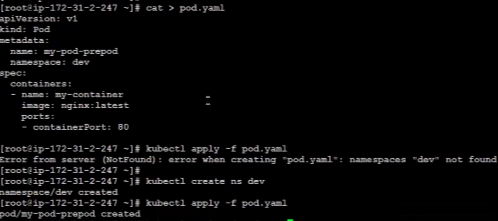 [root@ip-172-31-2-247 ~]# cat > pod.yaml
apiVersion: v1
kind: Pod
metadata:
  name: my-pod-prepod
  namespace: dev
spec:
  containers:
  - name: my-container
    image: nginx:latest
    ports:
    - containerPort: 80

[root@ip-172-31-2-247 ~]# kubectl apply -f pod.yaml
Error from server (NotFound): error when creating "pod.yaml": namespaces "dev" not found
[root@ip-172-31-2-247 ~]#
[root@ip-172-31-2-247 ~]# kubectl create ns dev
namespace/dev created
[root@ip-172-31-2-247 ~]# kubectl apply -f pod.yaml
pod/my-pod-prepod created